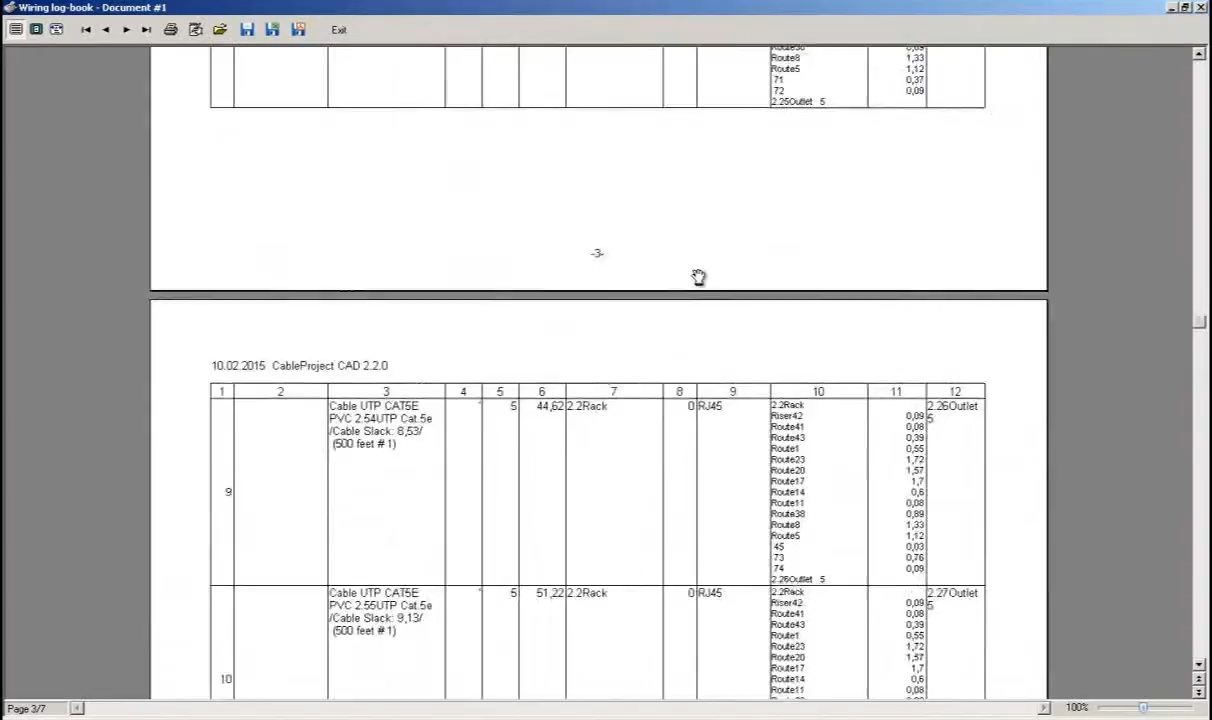 Wiring log-book - Document #1
Exit
Route8 1,33
Route5 1,12
71 0,37
72 0,09
2.25Outlet 5
-3-
10.02.2015 CableProject CAD 2.2.0
1 2 3 4 5 6 7 8 9 10 11 12
9 Cable UTP CAT5E 5 44,62 2.2Rack 0 RJ45 2.2Rack 2.26Outlet
PVC 2.54UTP Cat.5e Riser42 0,09 5
/Cable Slack: 8,53/ Route41 0,08
(500 feet #1) Route43 0,39
Route1 0,55
Route23 1,72
Route20 1,57
Route17 1,7
Route14 0,6
Route11 0,08
Route38 0,89
Route8 1,33
Route5 1,12
45 0,03
73 0,76
74 0,09
2.26Outlet 5
10 Cable UTP CAT5E 5 51,22 2.2Rack 0 RJ45 2.2Rack 2.27Outlet
PVC 2.55UTP Cat.5e Riser42 0,09 5
/Cable Slack: 9,13/ Route41 0,08
(500 feet #1) Route43 0,39
Route1 0,55
Route23 1,72
Route20 1,57
Route17 1,7
Route14 0,6
Route11 0,08
Page 3/7 100%